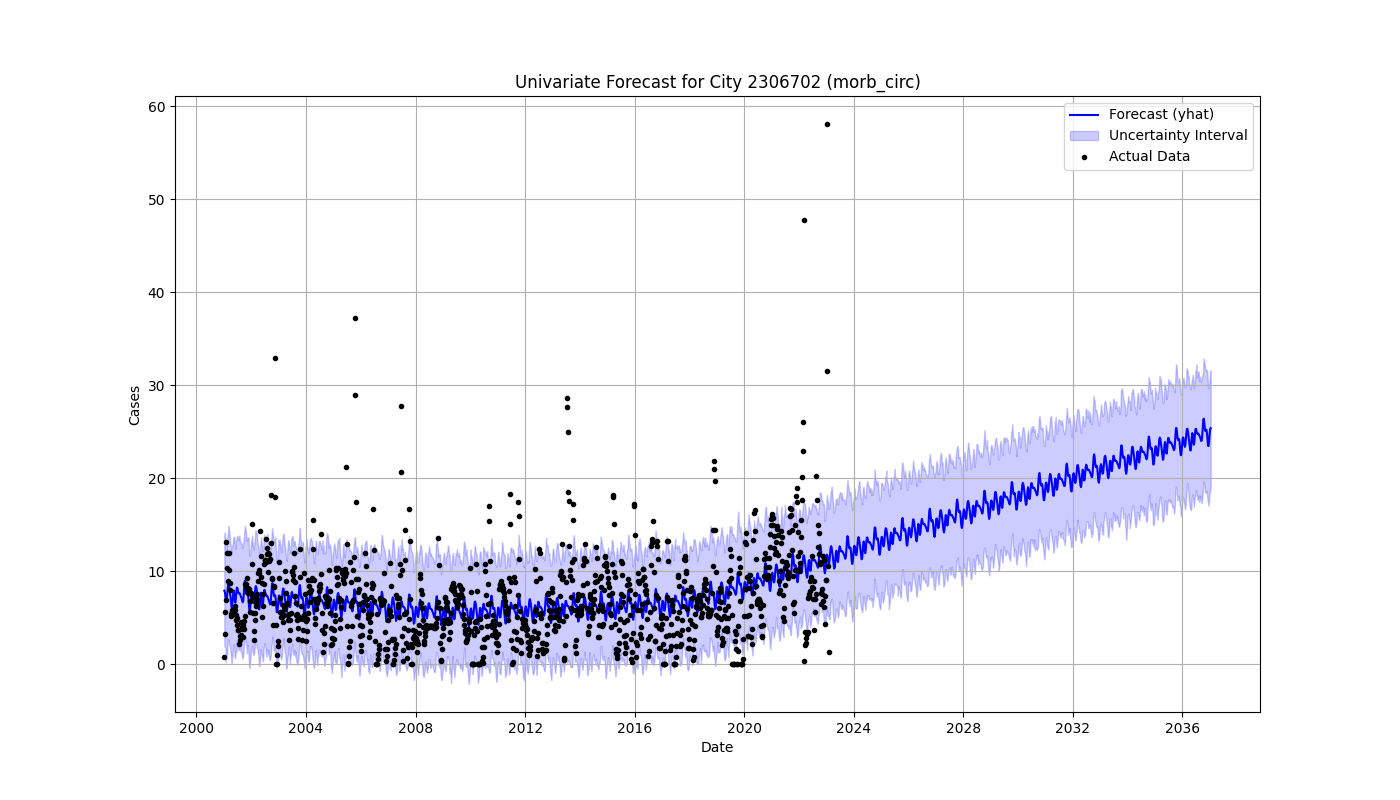 Univariate Forecast for City 2306702 (morb_circ)
Forecast (yhat)
Uncertainty Interval
Actual Data
60
50
40
30
20
10
0
Cases
2000 2004 2008 2012 2016 2020 2024 2028 2032 2036
Date